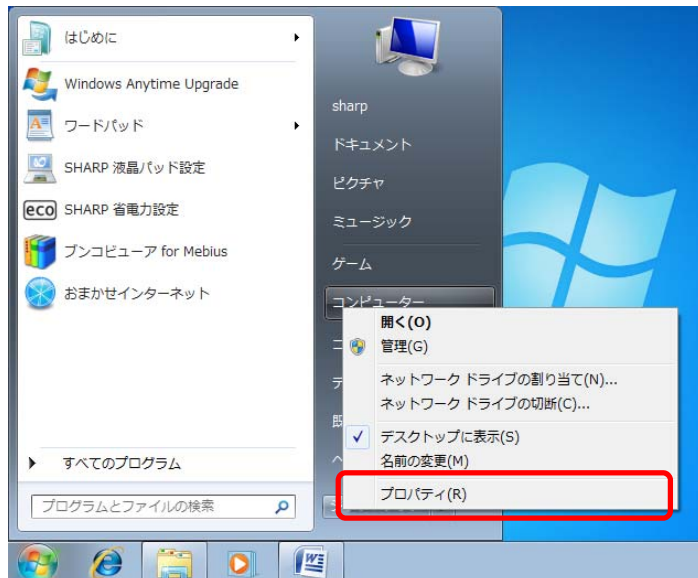 はじめに
Windows Anytime Upgrade
ワードパッド
SHARP 液晶パッド設定
eco SHARP 省電力設定
ブンコビューア for Mebius
おまかせインターネット
すべてのプログラム
プログラムとファイルの検索
sharp
ドキュメント
ピクチャ
ミュージック
ゲーム
コンピューター
開く(O)
管理(G)
ネットワーク ドライブの割り当て(N)...
ネットワーク ドライブの切断(C)...
デスクトップに表示(S)
名前の変更(M)
プロパティ(R)